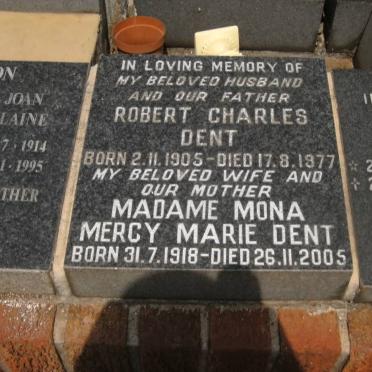 IN LOVING MEMORY OF
MY BELOVED HUSBAND
AND OUR FATHER
ROBERT CHARLES
DENT
BORN 2.11.1905-DIED 17.8.1977
MY BELOVED WIFE AND
OUR MOTHER
MADAME MONA
MERCY MARIE DENT
BORN 31.7.1918-DIED 26.11.2005
ON
JOAN
LAINE
7-1914
1-1995
THER